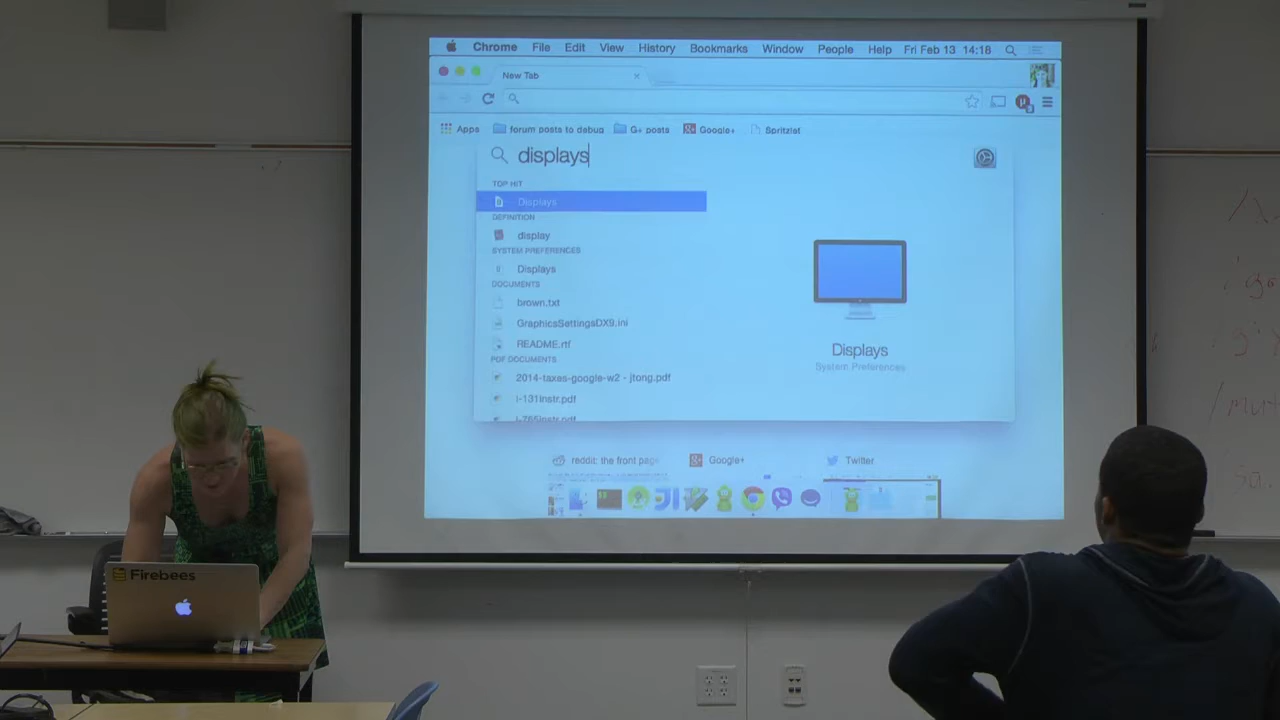 Chrome File Edit View History Bookmarks Window People Help Fri Feb 13 14:18
New Tab
Apps forum posts to debug G+ posts Google+ Spritzlet
displays
TOP HIT
Displays
DEFINITION
display
SYSTEM PREFERENCES
Displays
DOCUMENTS
brown.txt
GraphicsSettingsDX9.ini
README.rtf
PDF DOCUMENTS
2014-taxes-google-w2 - jtong.pdf
i-131instr.pdf
i-765instr.pdf
Displays
System Preferences
reddit: the front page Google+ Twitter
Firebees